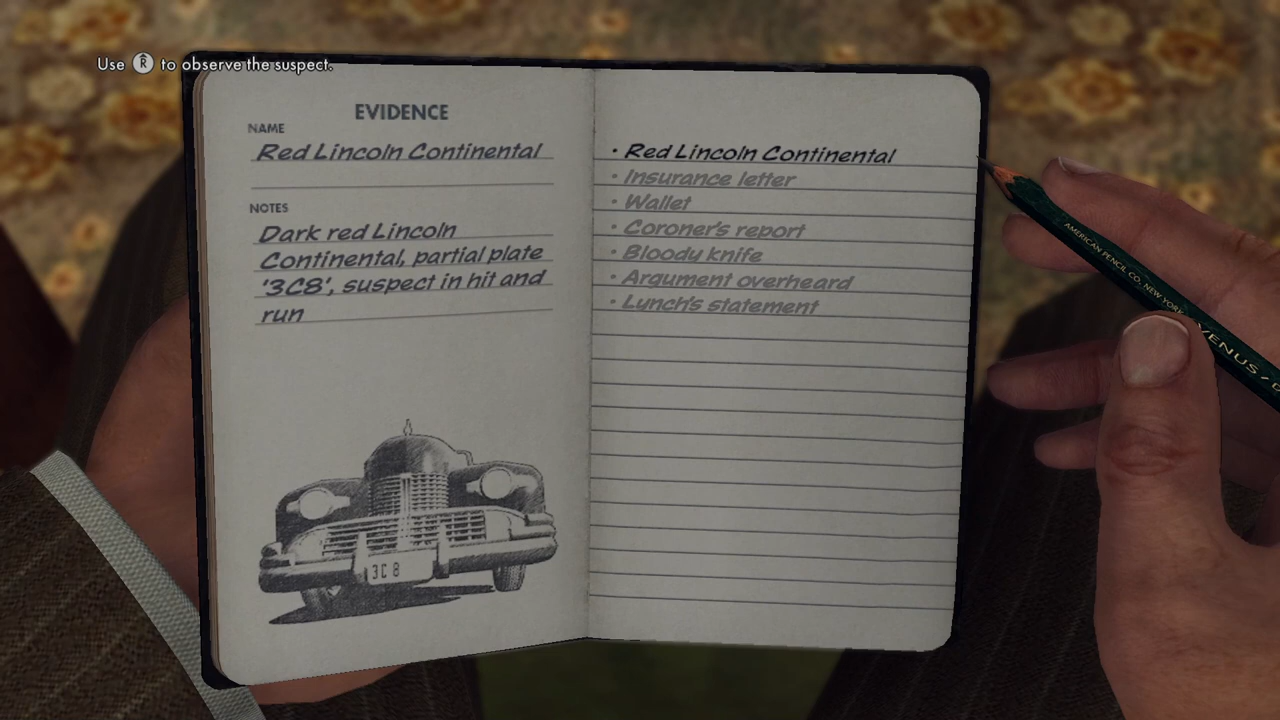 Use R to observe the suspect.
EVIDENCE
NAME
Red Lincoln Continental
NOTES
Dark red Lincoln
Continental, partial plate
'3C8', suspect in hit and
run
3C 8
• Red Lincoln Continental
• Insurance letter
• Wallet
• Coroner's report
• Bloody knife
• Argument overheard
• Lynch's statement
AMERICAN PENCIL CO. NEW YORK
VENUS